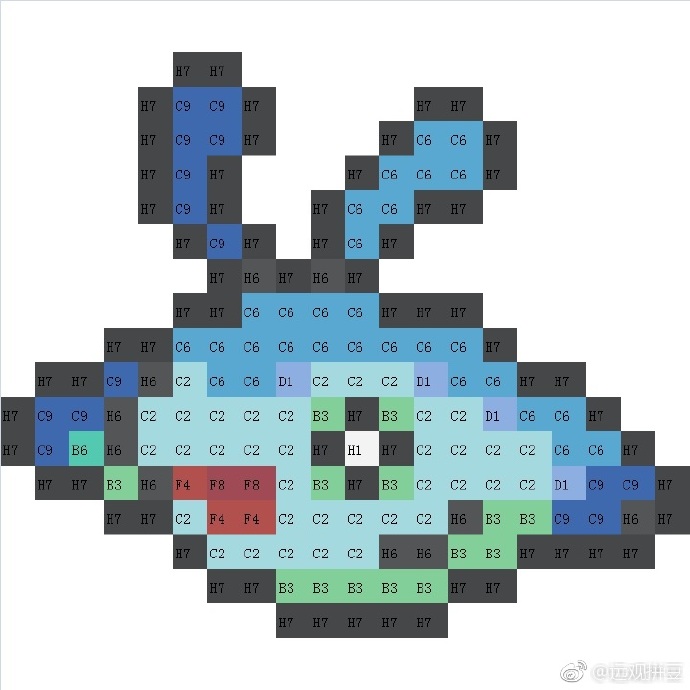 H7 H7
H7 C9 C9 H7 H7 H7
H7 C9 C9 H7 H7 C6 C6 H7
H7 C9 H7 H7 C6 C6 C6 H7
H7 C9 H7 H7 C6 C6 H7 H7
H7 C9 H7 H7 C6 H7
H7 H6 H7 H6 H7
H7 H7 C6 C6 C6 C6 H7 H7 H7
H7 H7 C6 C6 C6 C6 C6 C6 C6 C6 C6 H7
H7 H7 C9 H6 C2 C6 C6 D1 C2 C2 C2 D1 C6 C6 H7 H7
H7 C9 C9 H6 C2 C2 C2 C2 C2 B3 H7 B3 C2 C2 D1 C6 C6 H7
H7 C9 B6 H6 C2 C2 C2 C2 C2 H7 H1 H7 C2 C2 C2 C2 C6 C6 H7
H7 H7 B3 H6 F4 F8 F8 C2 B3 H7 B3 C2 C2 C2 C2 D1 C9 C9 H7
H7 H7 C2 F4 F4 C2 C2 C2 C2 C2 H6 B3 B3 C9 C9 H6 H7
H7 C2 C2 C2 C2 C2 H6 H6 B3 B3 H7 H7 H7 H7
H7 H7 B3 B3 B3 B3 B3 H7 H7
H7 H7 H7 H7 H7
@伍观拼豆